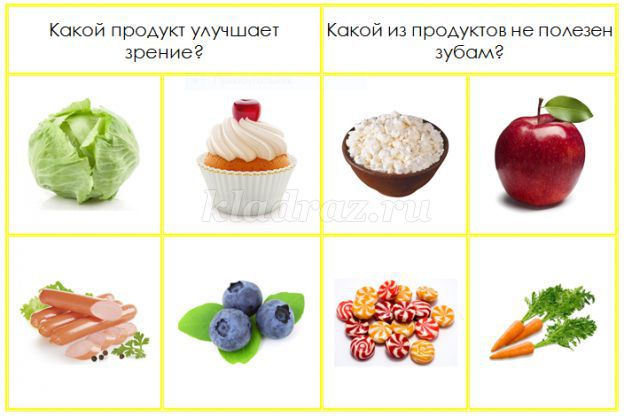 Какой продукт улучшает
зрение?
Какой из продуктов не полезен
зубам?
kladraz.ru